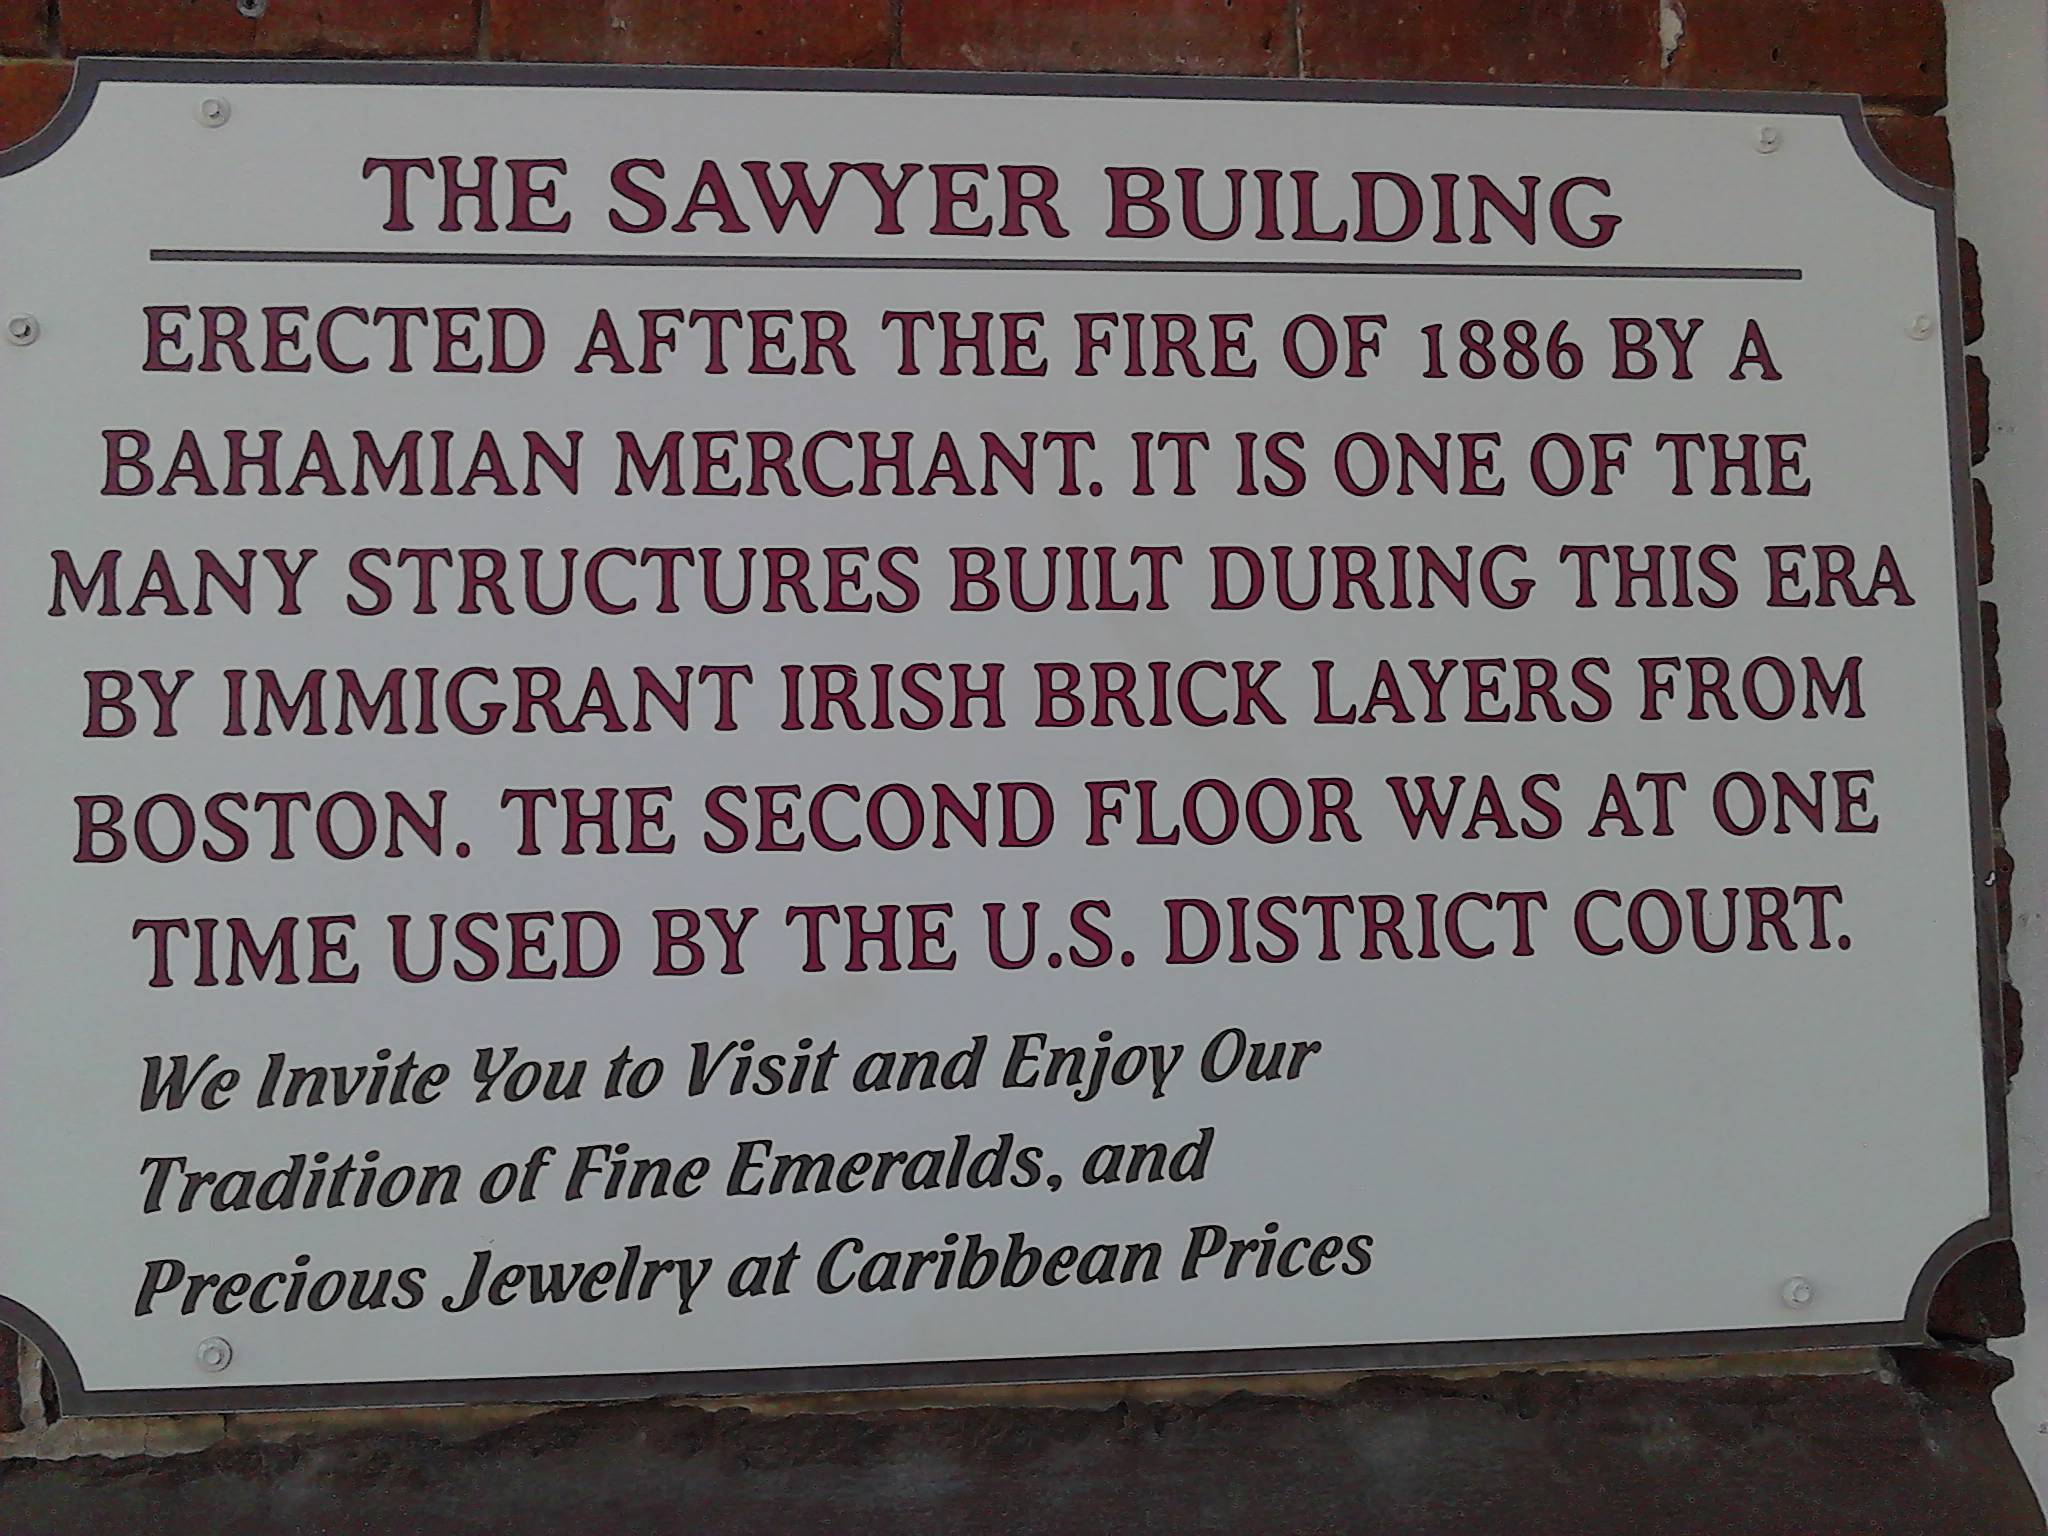 THE SAWYER BUILDING
ERECTED AFTER THE FIRE OF 1886 BY A
BAHAMIAN MERCHANT. IT IS ONE OF THE
MANY STRUCTURES BUILT DURING THIS ERA
BY IMMIGRANT IRISH BRICK LAYERS FROM
BOSTON. THE SECOND FLOOR WAS AT ONE
TIME USED BY THE U.S. DISTRICT COURT.
We Invite You to Visit and Enjoy Our
Tradition of Fine Emeralds, and
Precious Jewelry at Caribbean Prices